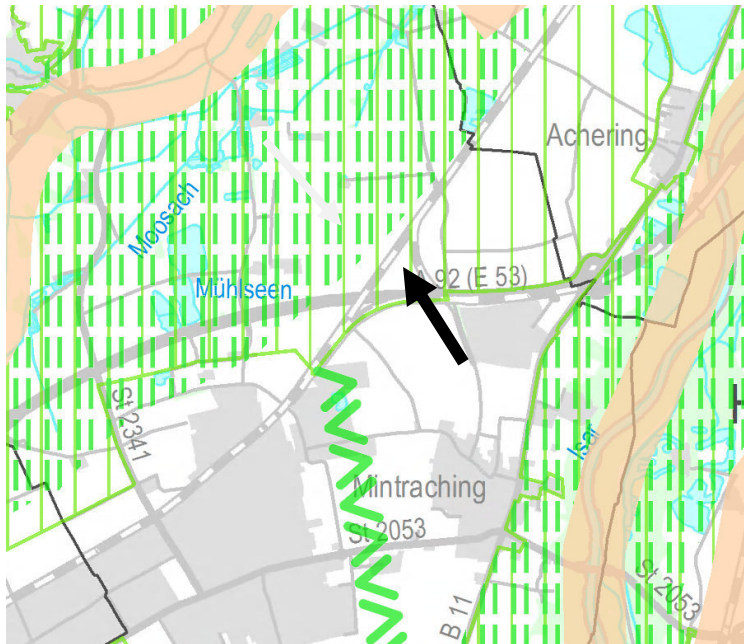 Achering
Moosach
A 92 (E 53)
Mühlseen
St 2341
Isar
Mintraching
St 2053
St 2053
B 11